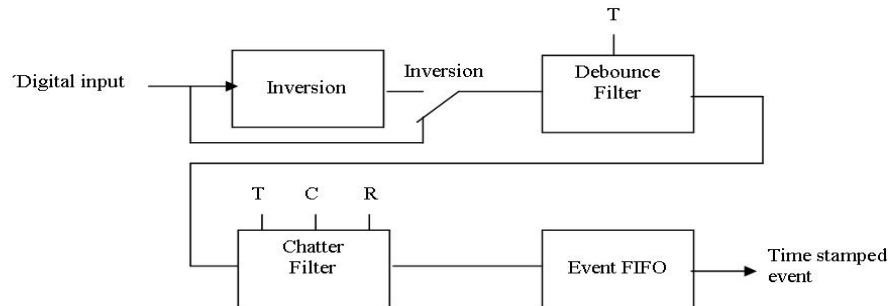 T
Digital input
Inversion
Inversion
Debounce
Filter
T C R
Chatter
Filter
Event FIFO
Time stamped
event